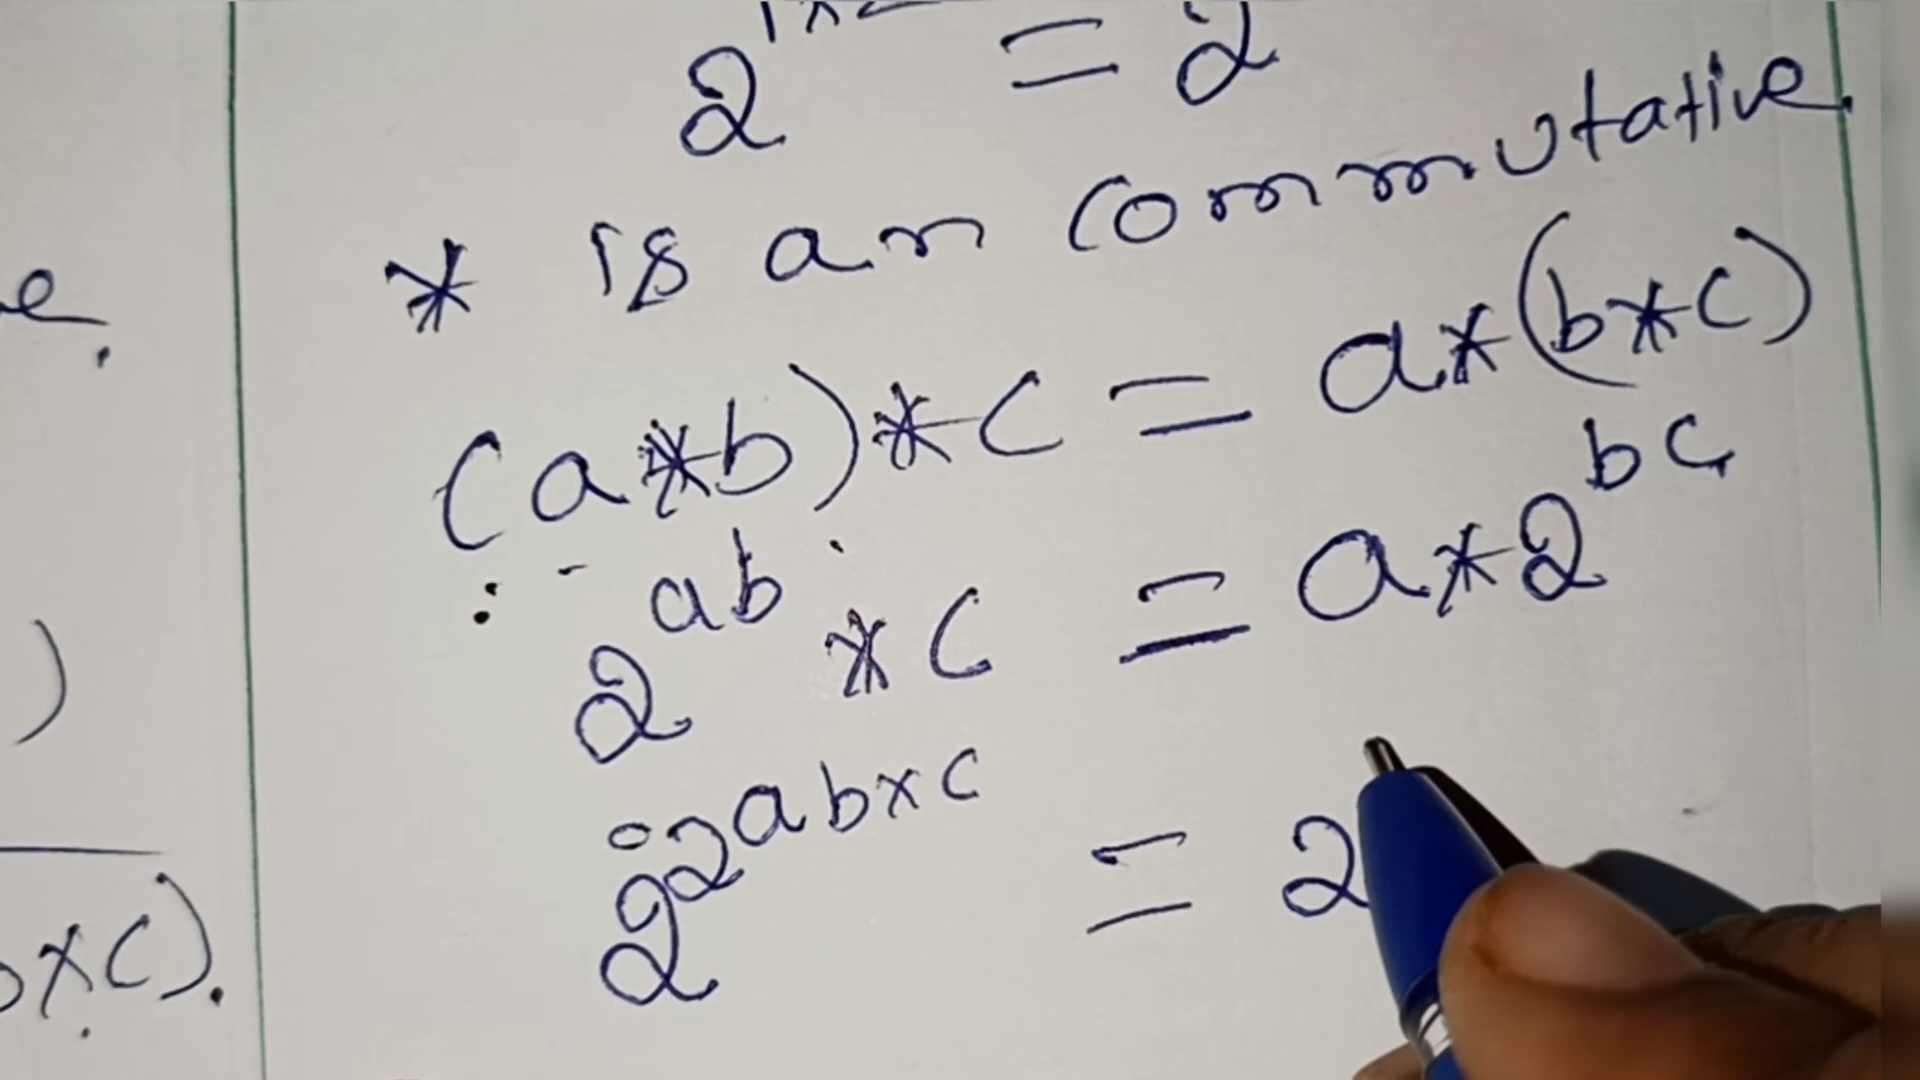 2^1×2 = 2
* is an commutative.
(a*b)*c = a*(b*c)
2^ab *c = a*2^bc
2^2^ab×c = 2
e.
)
×c).